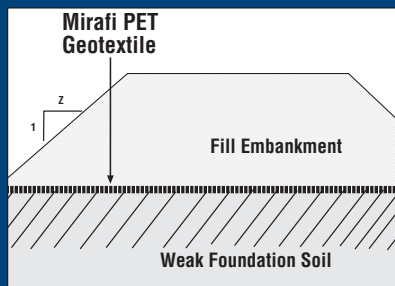 Mirafi PET
Geotextile
Z
1
Fill Embankment
Weak Foundation Soil